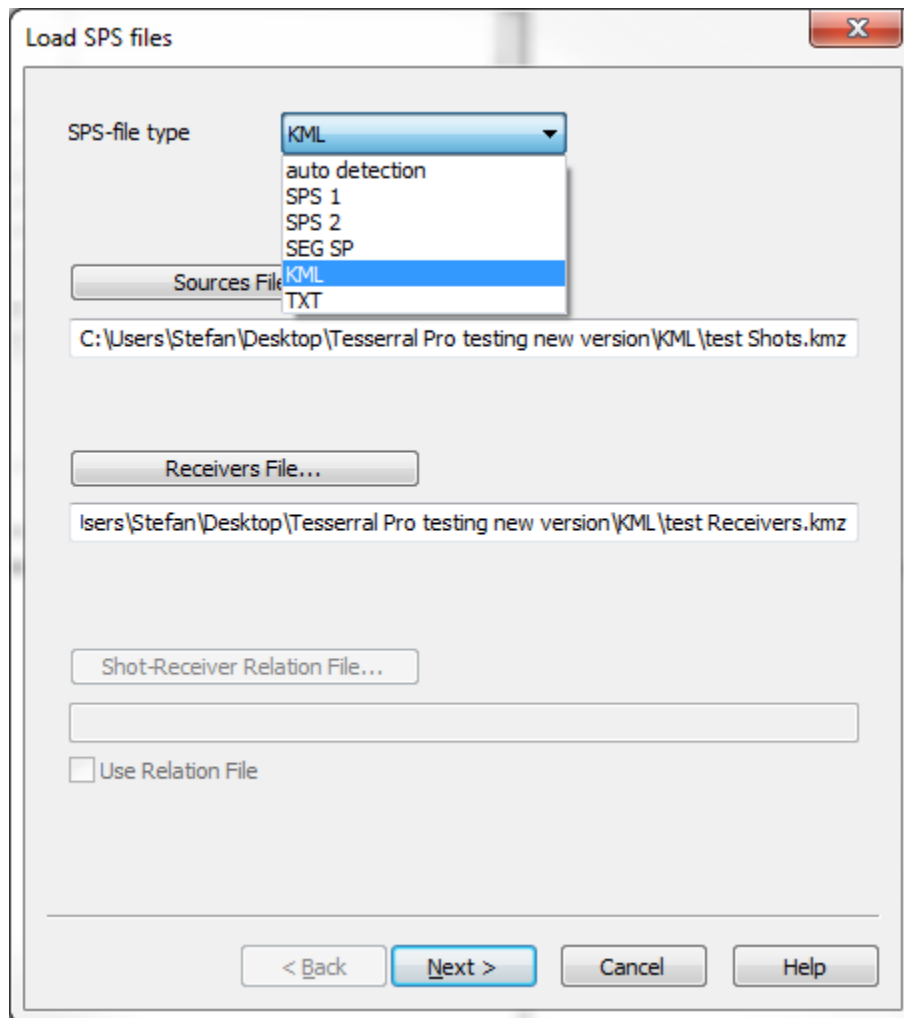 Load SPS files
SPS-file type
KML
auto detection
SPS 1
SPS 2
SEG SP
KML
TXT
Sources File
C:\Users\Stefan\Desktop\Tesserral Pro testing new version\KML\test Shots.kmz
Receivers File...
sers\Stefan\Desktop\Tesserral Pro testing new version\KML\test Receivers.kmz
Shot-Receiver Relation File...
Use Relation File
< Back
Next >
Cancel
Help